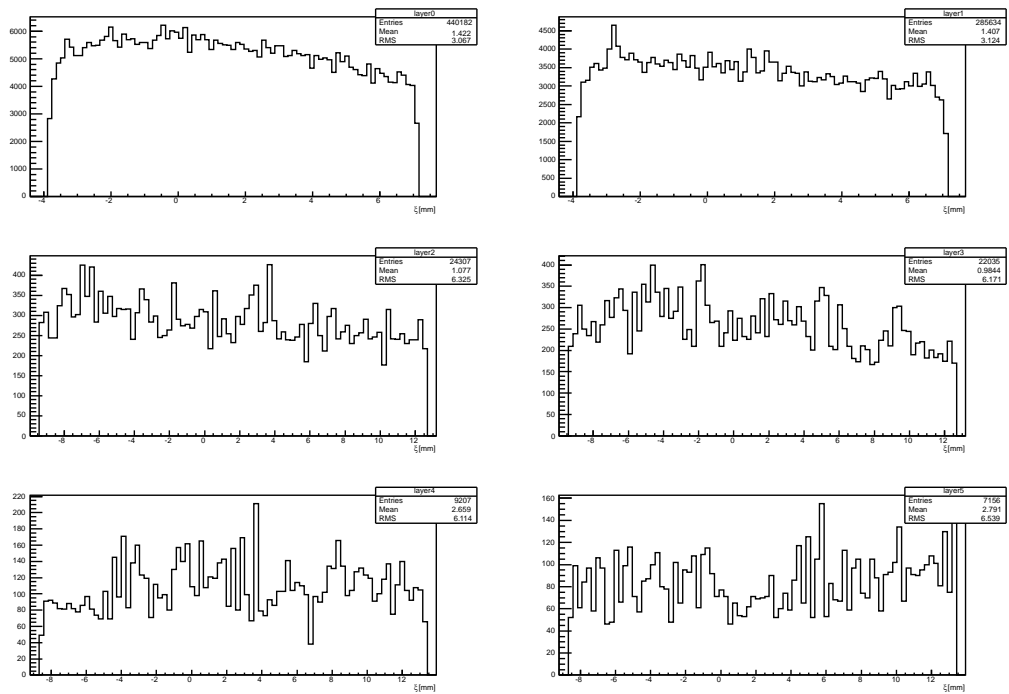 layer0
Entries 440182
Mean 1.422
RMS 3.067
6000
5000
4000
3000
2000
1000
0
-4 -2 0 2 4 6
ξ[mm]
layer1
Entries 285634
Mean 1.407
RMS 3.124
4500
4000
3500
3000
2500
2000
1500
1000
500
0
-4 -2 0 2 4 6
ξ[mm]
layer2
Entries 24307
Mean 1.077
RMS 6.325
400
350
300
250
200
150
100
50
0
-8 -6 -4 -2 0 2 4 6 8 10 12
ξ[mm]
layer3
Entries 22035
Mean 0.9844
RMS 6.171
400
350
300
250
200
150
100
50
0
-8 -6 -4 -2 0 2 4 6 8 10 12
ξ[mm]
layer4
Entries 9207
Mean 2.659
RMS 6.114
220
200
180
160
140
120
100
80
60
40
20
0
-8 -6 -4 -2 0 2 4 6 8 10 12
ξ[mm]
layer5
Entries 7156
Mean 2.791
RMS 6.539
160
140
120
100
80
60
40
20
0
-8 -6 -4 -2 0 2 4 6 8 10 12
ξ[mm]